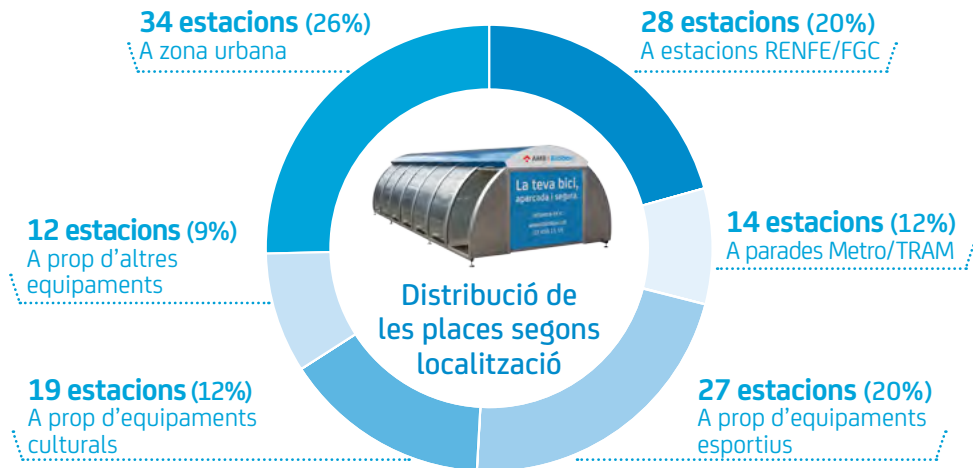 34 estacions (26%)
A zona urbana
28 estacions (20%)
A estacions RENFE/FGC
12 estacions (9%)
A prop d'altres
equipaments
14 estacions (12%)
A parades Metro/TRAM
La teva bici,
aparcada i segura.
Distribució de
les places segons
localització
19 estacions (12%)
A prop d'equipaments
culturals
27 estacions (20%)
A prop d'equipaments
esportius